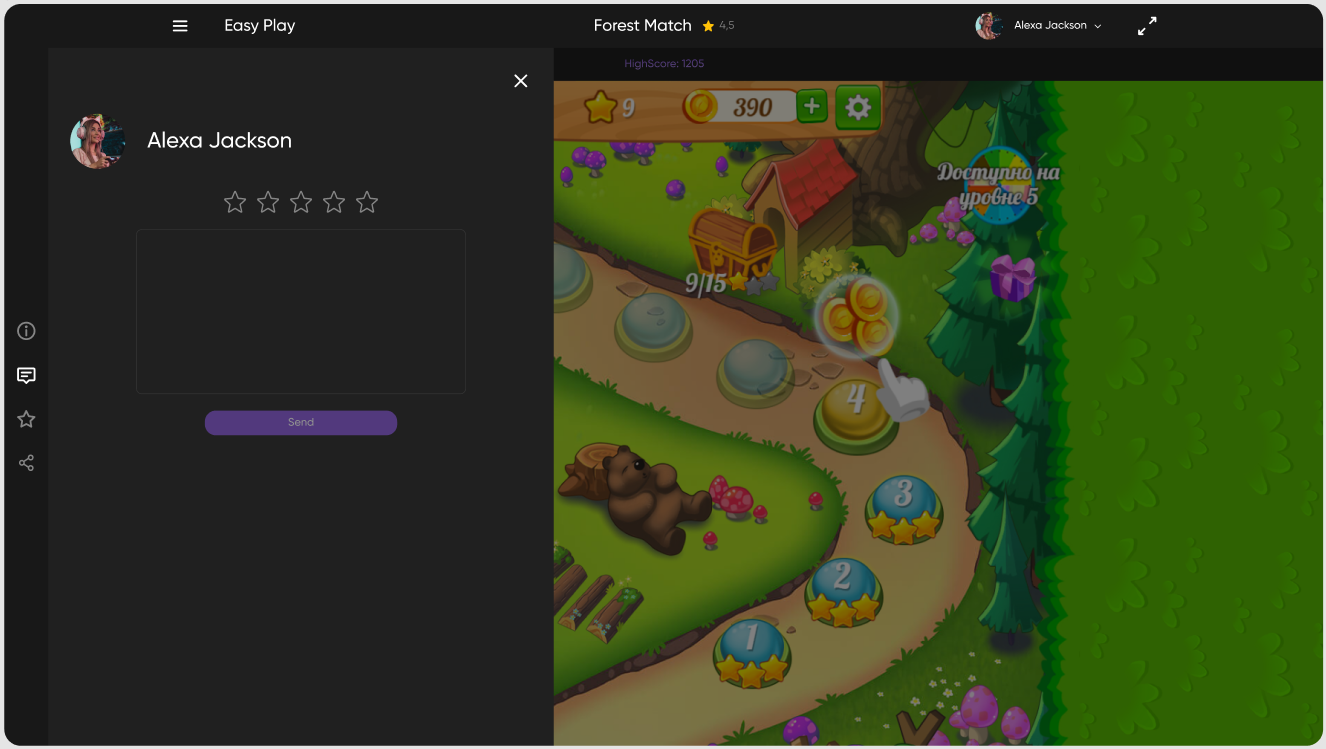 Easy Play
Forest Match 4,5
Alexa Jackson
HighScore: 1205
Alexa Jackson
Send
9
390
Доступно на
уровне 5
9/15
4
3
2
1